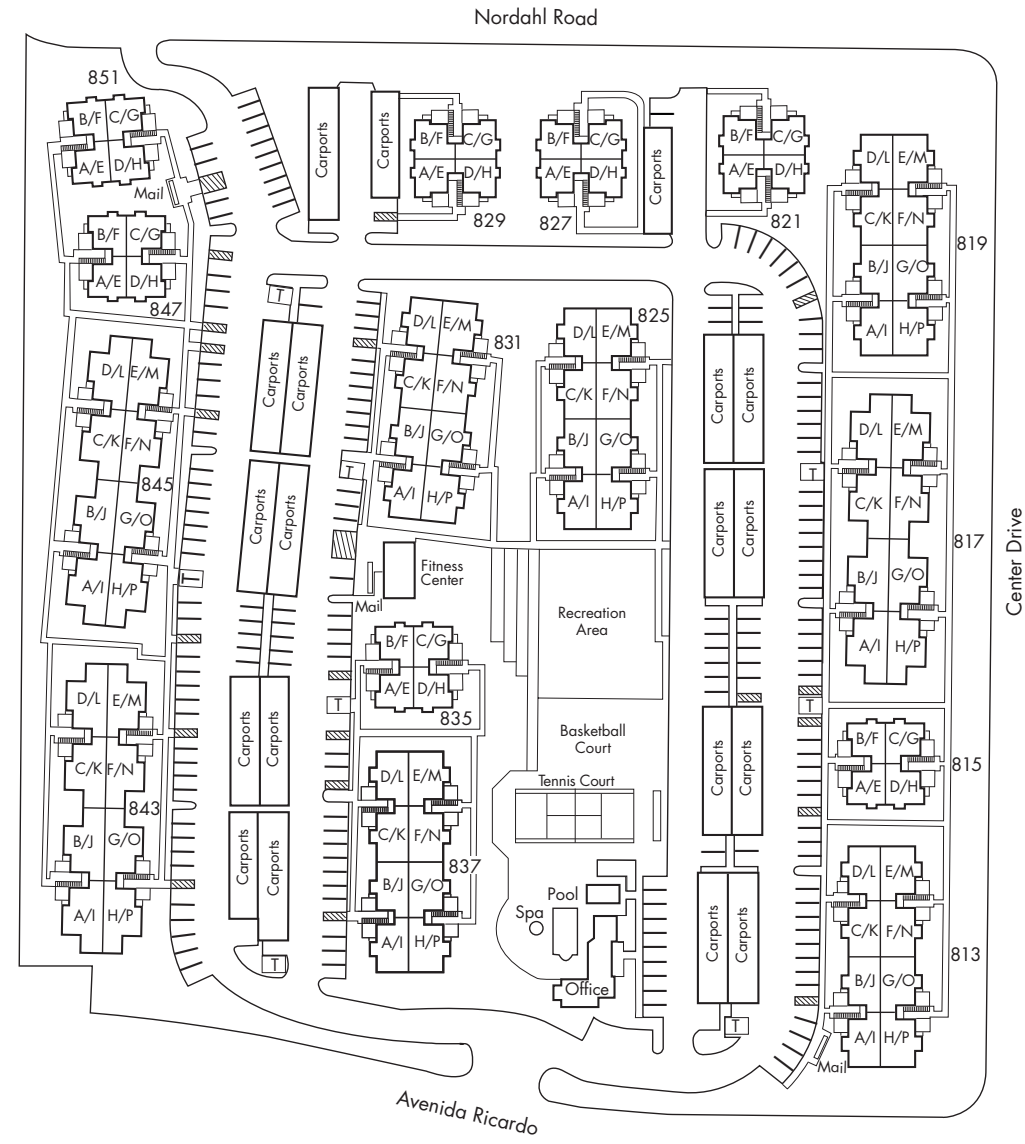 Nordahl Road
851
B/F C/G
A/E D/H
Mail
B/F C/G
A/E D/H
847
Carports
Carports
B/F C/G
A/E D/H
829
B/F C/G
A/E D/H
827
Carports
B/F C/G
A/E D/H
821
D/L E/M
C/K F/N
B/J G/O
A/I H/P
819
T
Carports
Carports
D/L E/M
831
C/K F/N
B/J G/O
A/I H/P
T
825
D/L E/M
C/K F/N
B/J G/O
A/I H/P
Carports
Carports
D/L E/M
C/K F/N
845
B/J G/O
A/I H/P
T
Carports
Carports
Carports
Carports
T
D/L E/M
C/K F/N
B/J G/O
A/I H/P
817
Center Drive
Fitness
Center
Mail
Recreation
Area
B/F C/G
A/E D/H
835
T
T
D/L E/M
C/K F/N
843
B/J G/O
A/I H/P
Carports
Carports
Basketball
Court
Tennis Court
Carports
Carports
B/F C/G
A/E D/H
815
D/L E/M
C/K F/N
837
B/J G/O
A/I H/P
Carports
Carports
T
Pool
Spa
Office
Carports
Carports
T
D/L E/M
C/K F/N
813
B/J G/O
A/I H/P
Mail
Avenida Ricardo